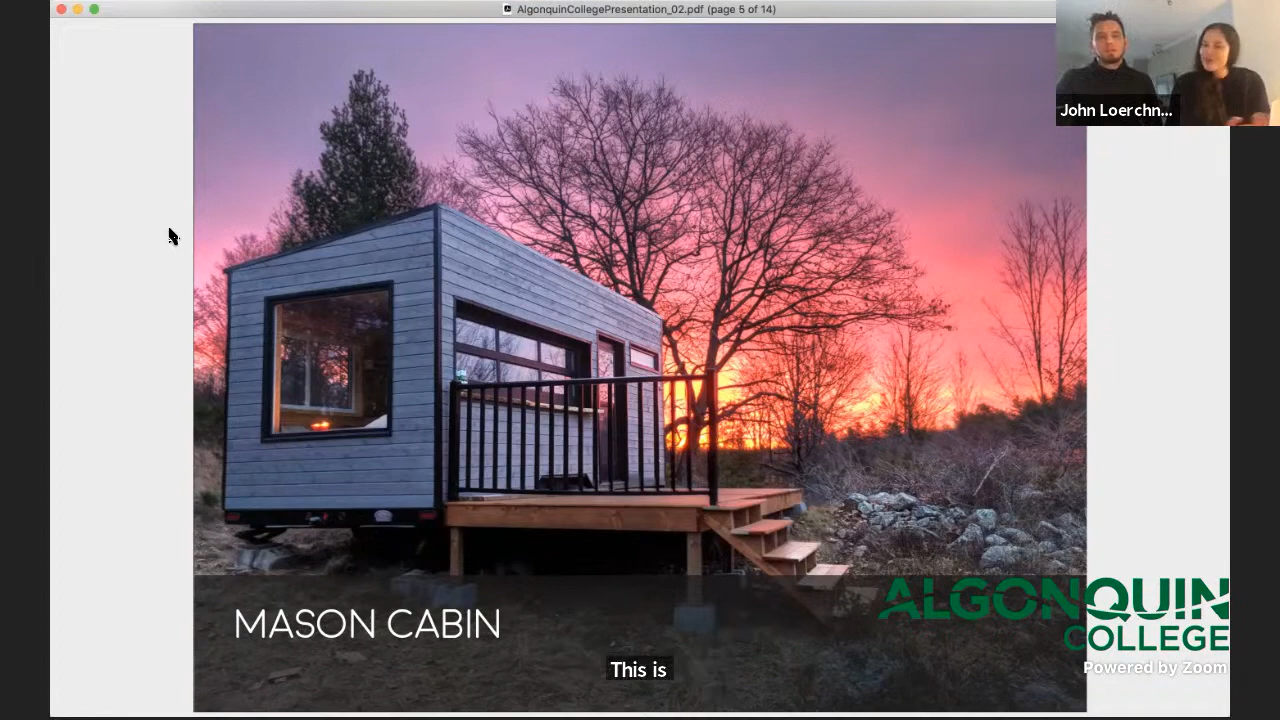 AlgonquinCollegePresentation_02.pdf (page 5 of 14)
John Loerchn...
MASON CABIN
ALGONQUIN
COLLEGE
Powered by Zoom
This is